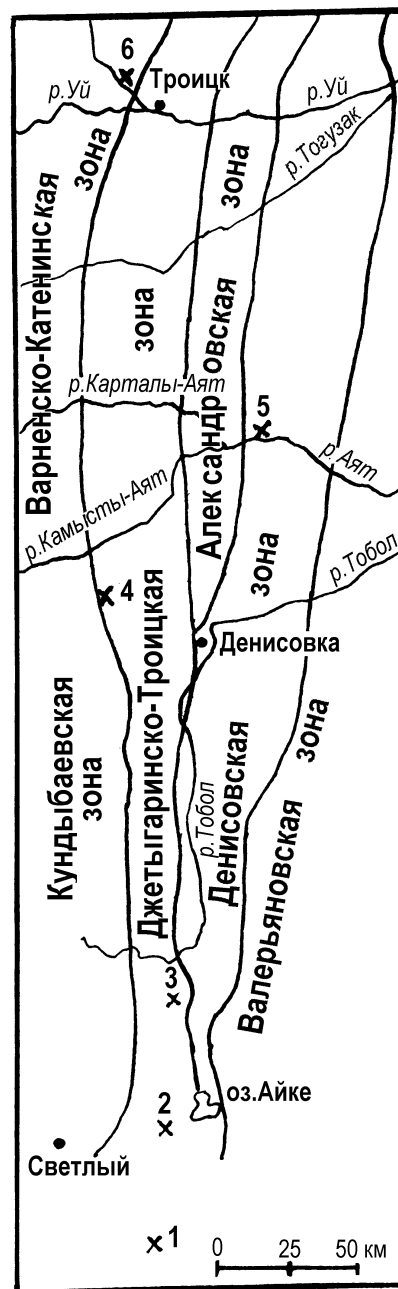 6
Троицк
р.Уй
р.Уй
зона
зона
р.Тогузак
Варненско-Катенинская
зона
Александровская
р.Карталы-Аят
5
р.Аят
р.Камысты-Аят
4
зона
р.Тобол
Денисовка
Джетыгаринско-Троицкая
Кундыбаевская
зона
р.Тобол
Денисовская
зона
Валерьяновская
3
2
оз.Айке
Светлый
1
0 25 50 км